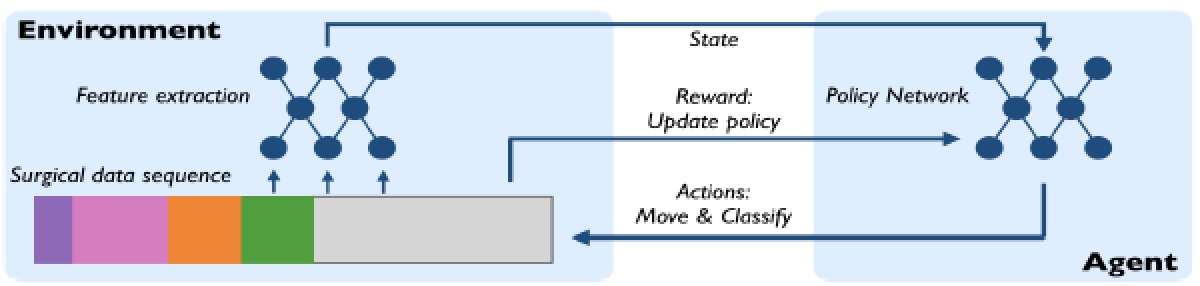 Environment
State
Feature extraction
Reward:
Update policy
Policy Network
Surgical data sequence
Actions:
Move & Classify
Agent